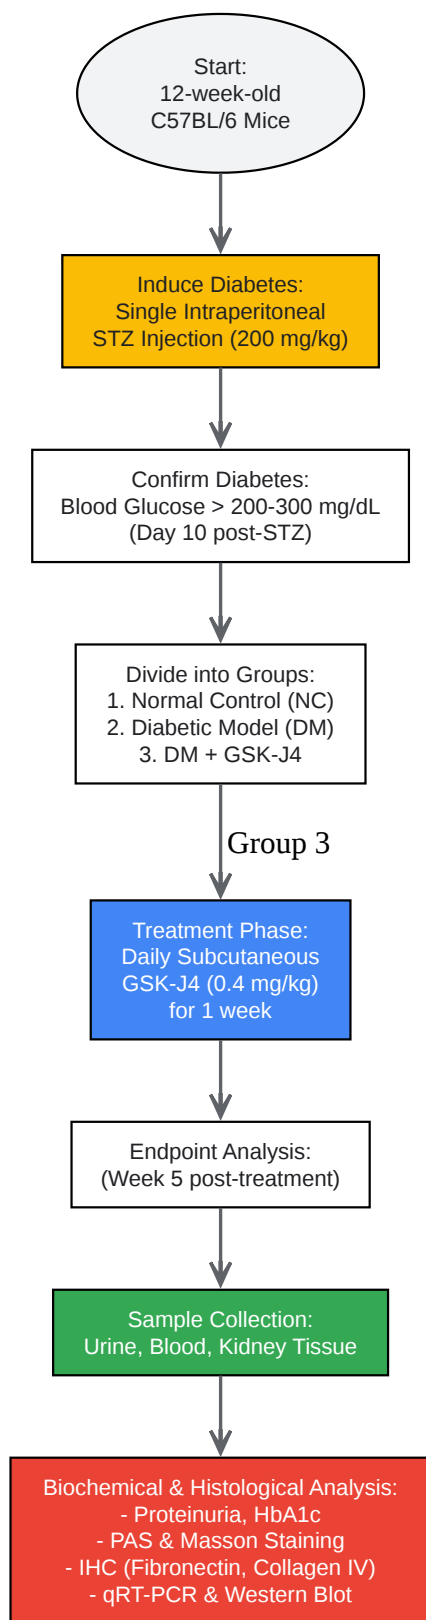 Start:
12-week-old
C57BL/6 Mice
Induce Diabetes:
Single Intraperitoneal
STZ Injection (200 mg/kg)
Confirm Diabetes:
Blood Glucose > 200-300 mg/dL
(Day 10 post-STZ)
Divide into Groups:
1. Normal Control (NC)
2. Diabetic Model (DM)
3. DM + GSK-J4
Group 3
Treatment Phase:
Daily Subcutaneous
GSK-J4 (0.4 mg/kg)
for 1 week
Endpoint Analysis:
(Week 5 post-treatment)
Sample Collection:
Urine, Blood, Kidney Tissue
Biochemical & Histological Analysis:
- Proteinuria, HbA1c
- PAS & Masson Staining
- IHC (Fibronectin, Collagen IV)
- qRT-PCR & Western Blot